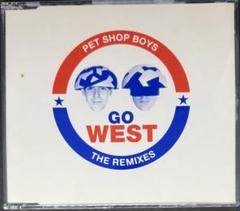 PET SHOP BOYS
GO
WEST
THE REMIXES